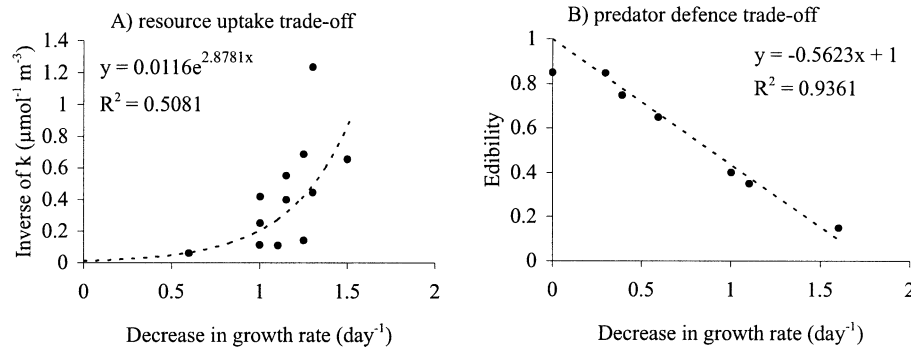 A) resource uptake trade-off
1.4
1.2
1
0.8
0.6
0.4
0.2
0
y = 0.0116e^2.8781x
R² = 0.5081
Inverse of k (μmol⁻¹ m⁻³)
0 0.5 1 1.5 2
Decrease in growth rate (day⁻¹)
B) predator defence trade-off
1
0.8
0.6
0.4
0.2
0
y = -0.5623x + 1
R² = 0.9361
Edibility
0 0.5 1 1.5 2
Decrease in growth rate (day⁻¹)